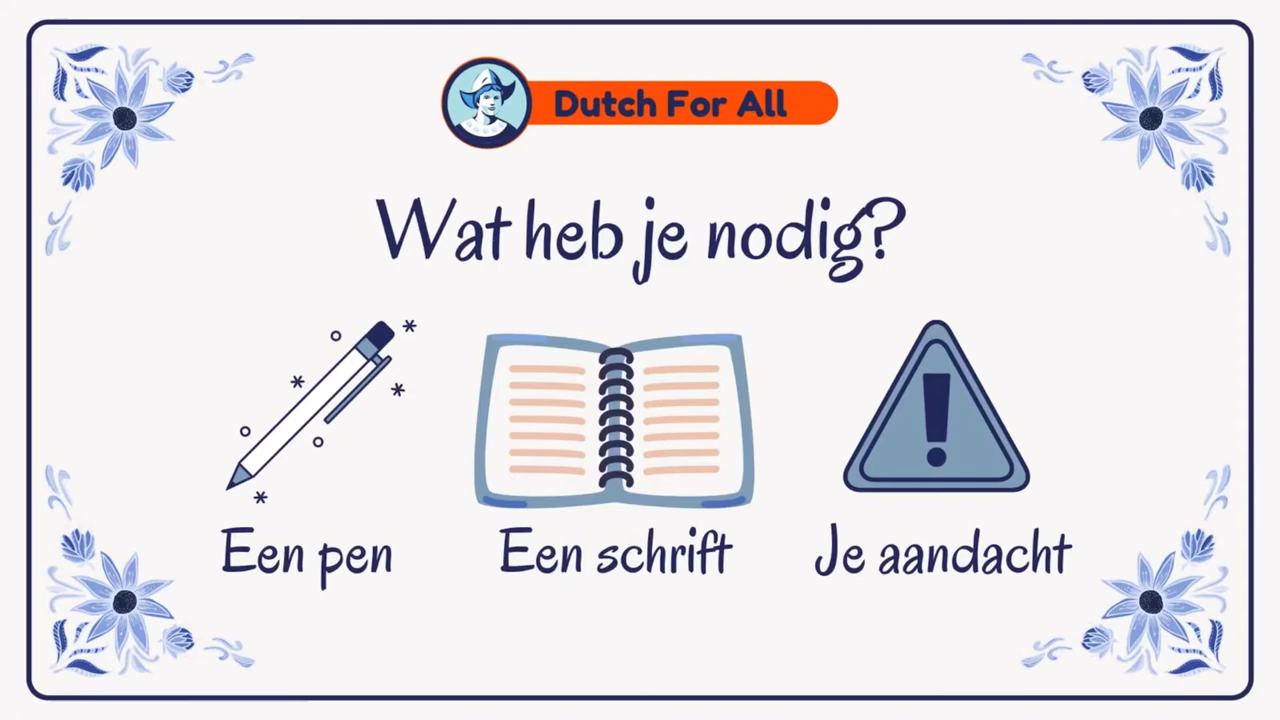 Dutch For All
Wat heb je nodig?
Een pen
Een schrift
Je aandacht